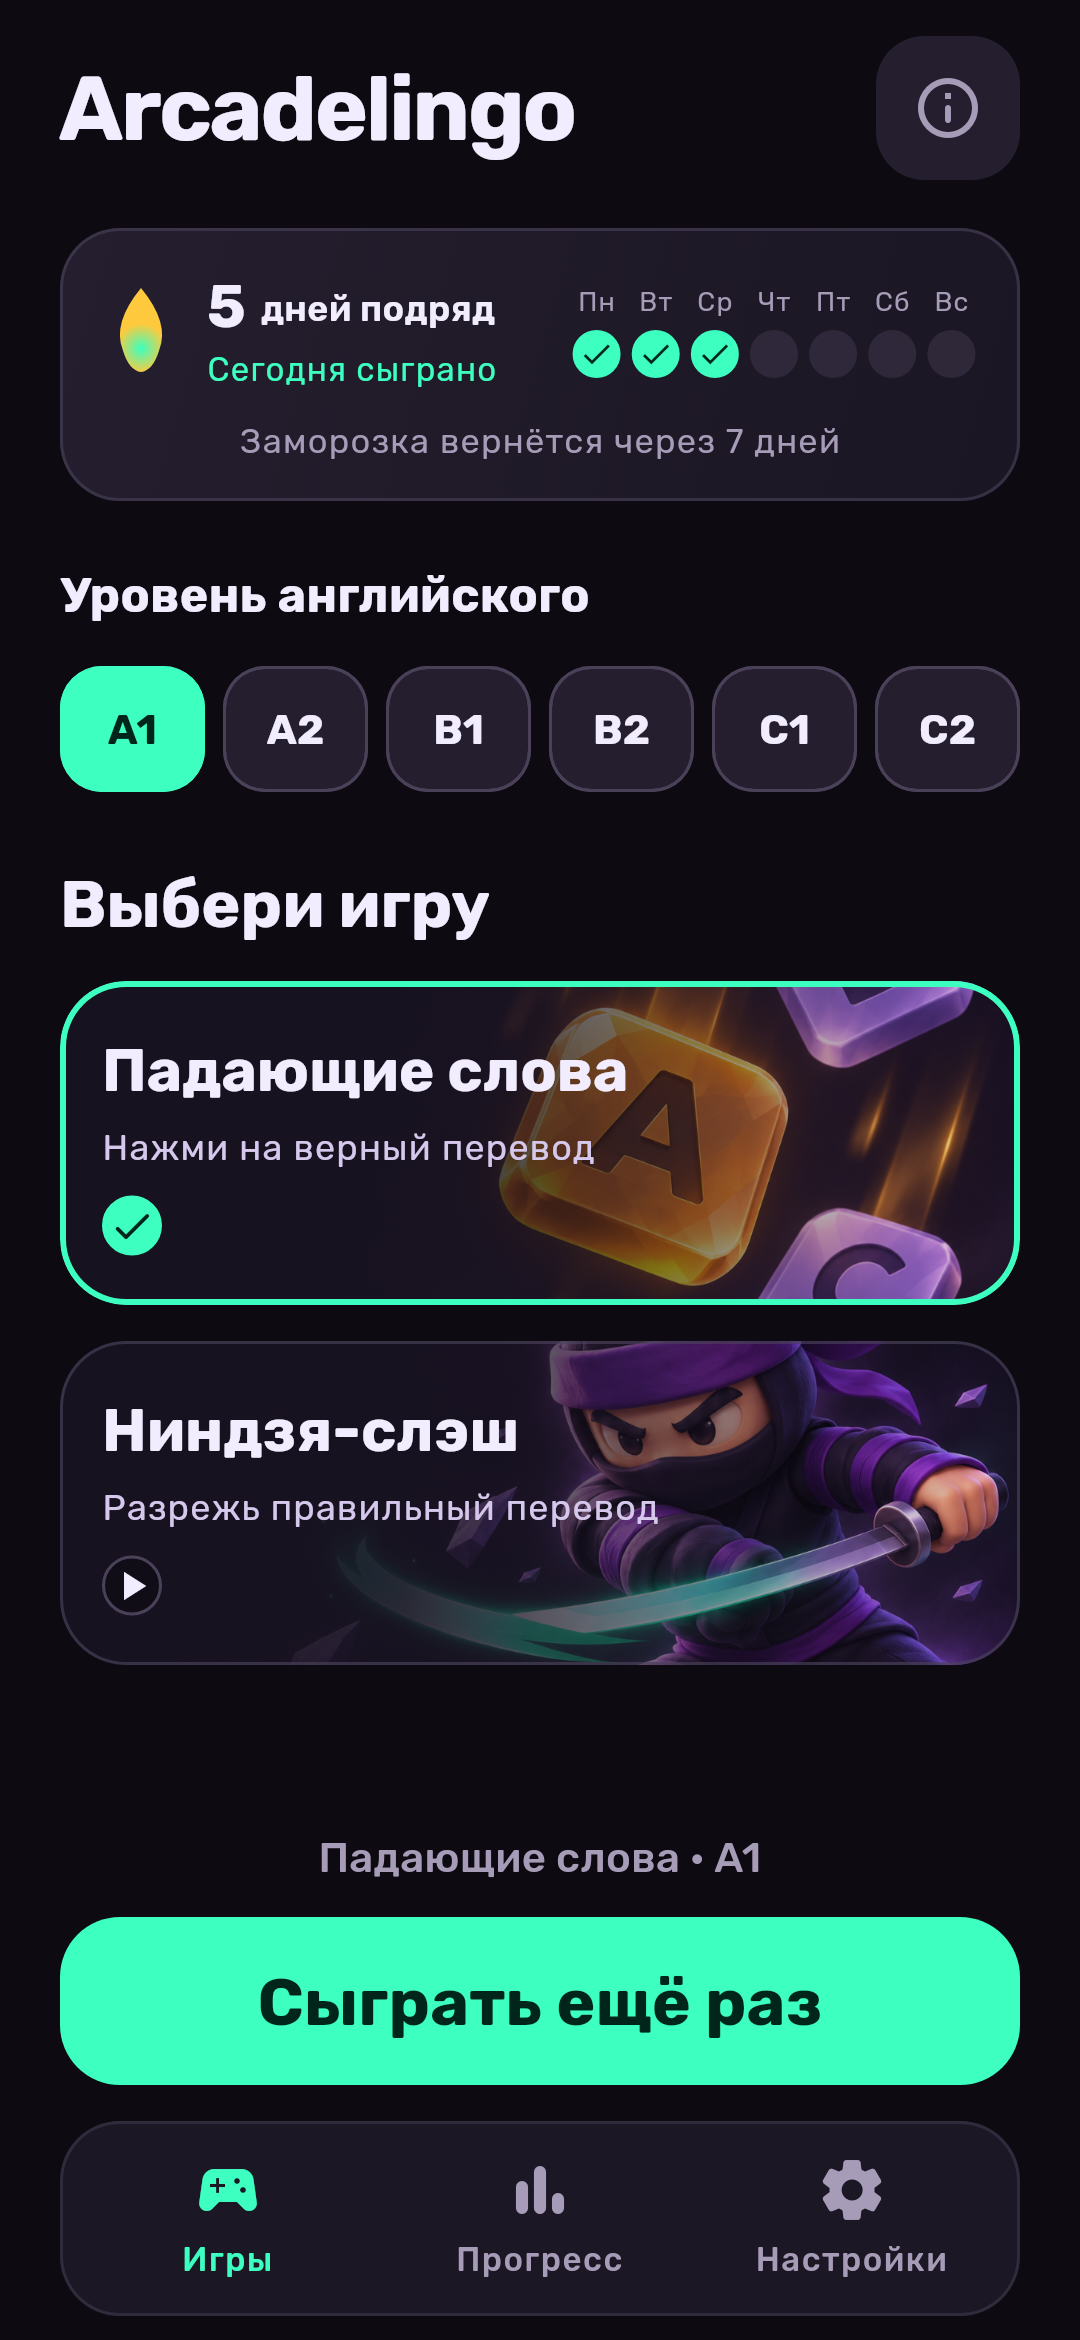 Arcadelingo
5 дней подряд
Сегодня сыграно
Пн Вт Ср Чт Пт Сб Вс
Заморозка вернётся через 7 дней
Уровень английского
A1 A2 B1 B2 C1 C2
Выбери игру
Падающие слова
Нажми на верный перевод
A
C
Ниндзя-слэш
Разрежь правильный перевод
Падающие слова • A1
Сыграть ещё раз
Игры Прогресс Настройки